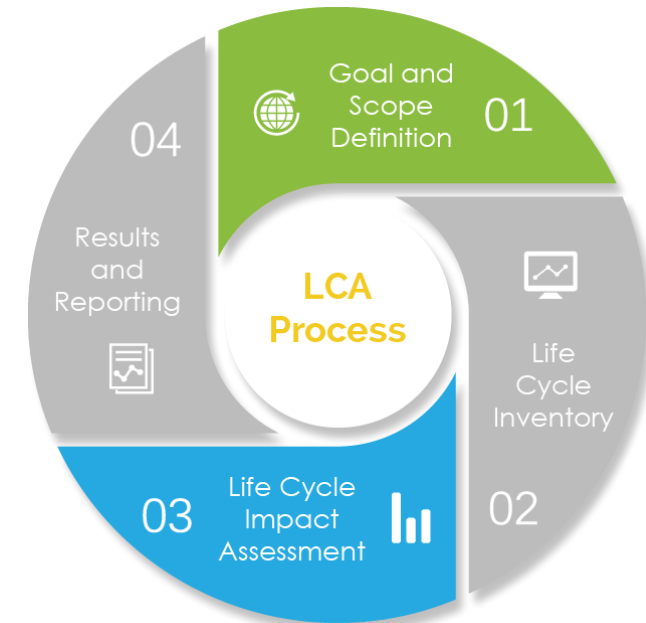 Goal and
Scope
Definition
01
Life
Cycle
Inventory
02
03
Life Cycle
Impact
Assessment
04
Results
and
Reporting
LCA
Process